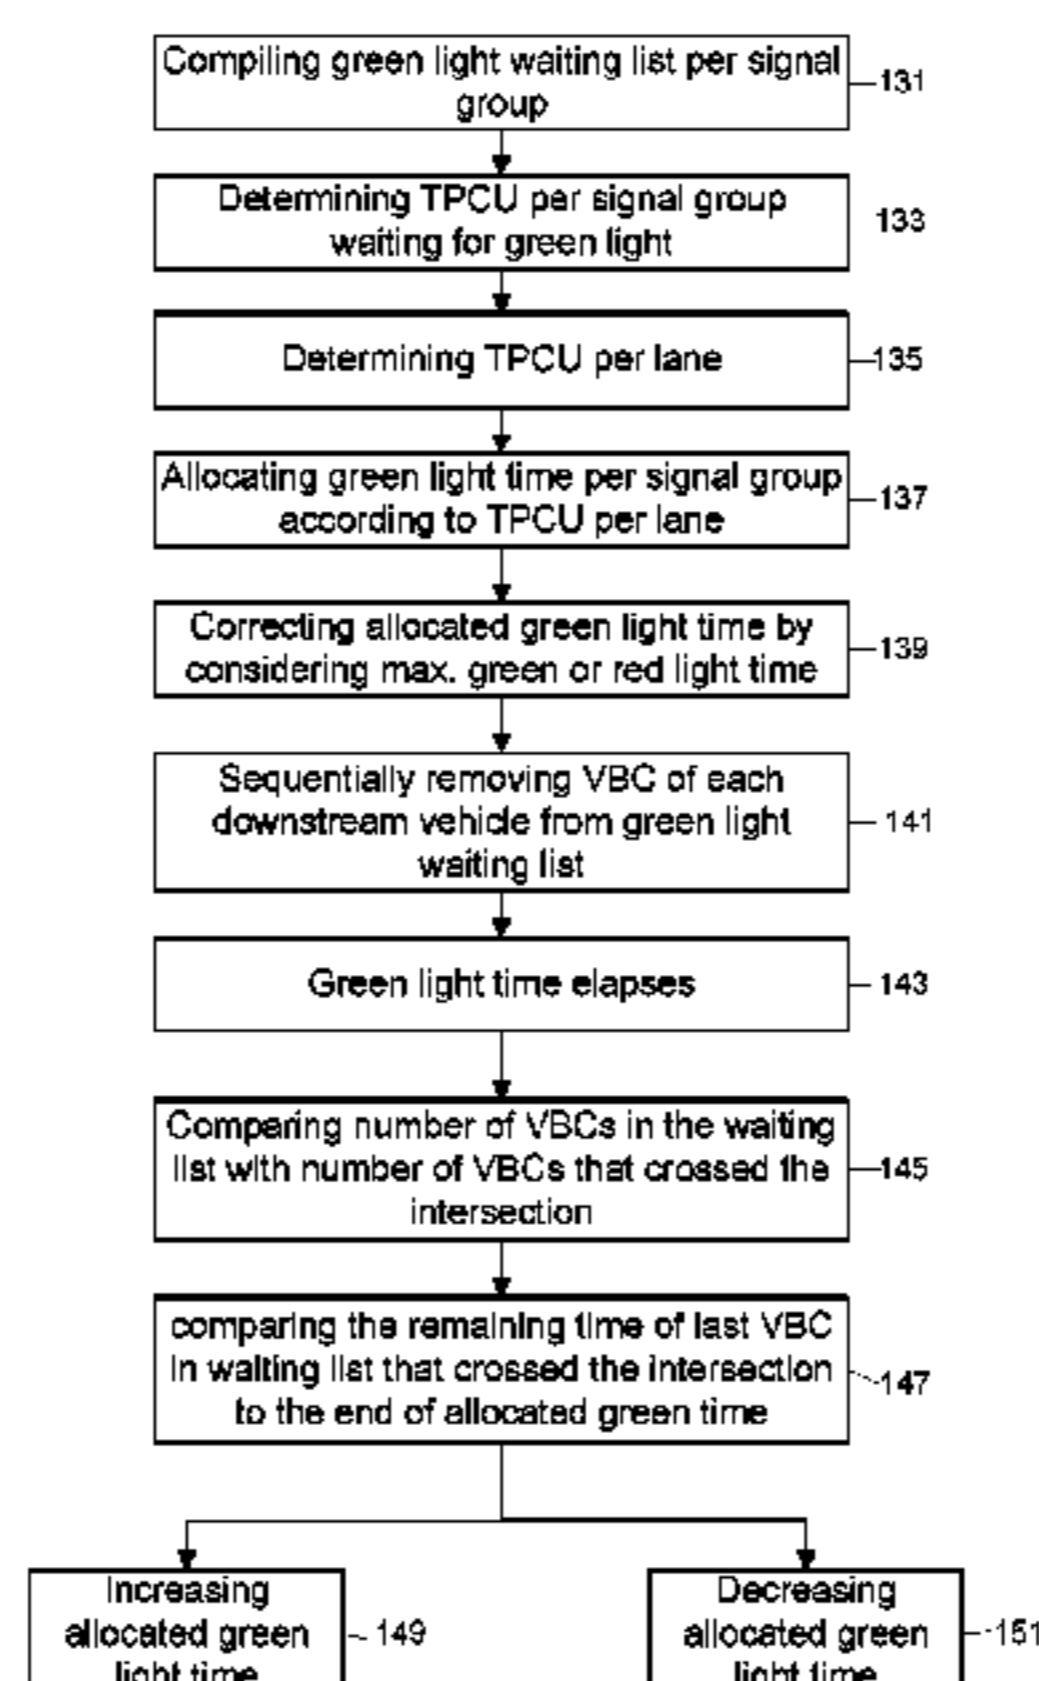 Compiling green light waiting list per signal
group
131
Determining TPCU per signal group
waiting for green light
133
Determining TPCU per lane
135
Allocating green light time per signal group
according to TPCU per lane
137
Correcting allocated green light time by
considering max. green or red light time
139
Sequentially removing VBC of each
downstream vehicle from green light
waiting list
141
Green light time elapses
143
Comparing number of VBCs in the waiting
list with number of VBCs that crossed the
intersection
145
comparing the remaining time of last VBC
in waiting list that crossed the intersection
to the end of allocated green time
147
Increasing
allocated green
light time
149
Decreasing
allocated green
light time
151